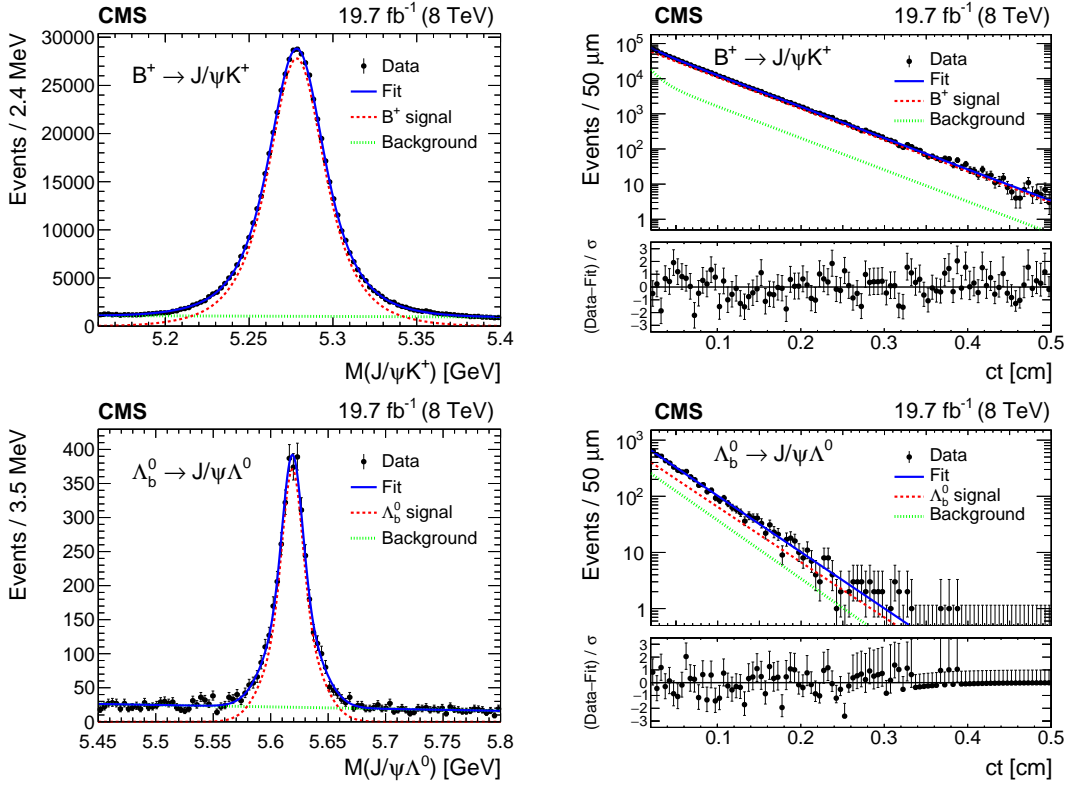 CMS 19.7 fb⁻¹ (8 TeV)
B⁺ → J/ψK⁺
Data
Fit
B⁺ signal
Background
Events / 2.4 MeV
30000
25000
20000
15000
10000
5000
0
5.2 5.25 5.3 5.35 5.4
M(J/ψK⁺) [GeV]
CMS 19.7 fb⁻¹ (8 TeV)
B⁺ → J/ψK⁺
Data
Fit
B⁺ signal
Background
Events / 50 μm
10⁵
10⁴
10³
10²
10
1
(Data–Fit) / σ
3
2
1
0
−1
−2
−3
0.1 0.2 0.3 0.4 0.5
ct [cm]
CMS 19.7 fb⁻¹ (8 TeV)
Λ_b⁰ → J/ψΛ⁰
Data
Fit
Λ_b⁰ signal
Background
Events / 3.5 MeV
400
350
300
250
200
150
100
50
0
5.45 5.5 5.55 5.6 5.65 5.7 5.75 5.8
M(J/ψΛ⁰) [GeV]
CMS 19.7 fb⁻¹ (8 TeV)
Λ_b⁰ → J/ψΛ⁰
Data
Fit
Λ_b⁰ signal
Background
Events / 50 μm
10³
10²
10
1
(Data–Fit) / σ
3
2
1
0
−1
−2
−3
0.1 0.2 0.3 0.4 0.5
ct [cm]